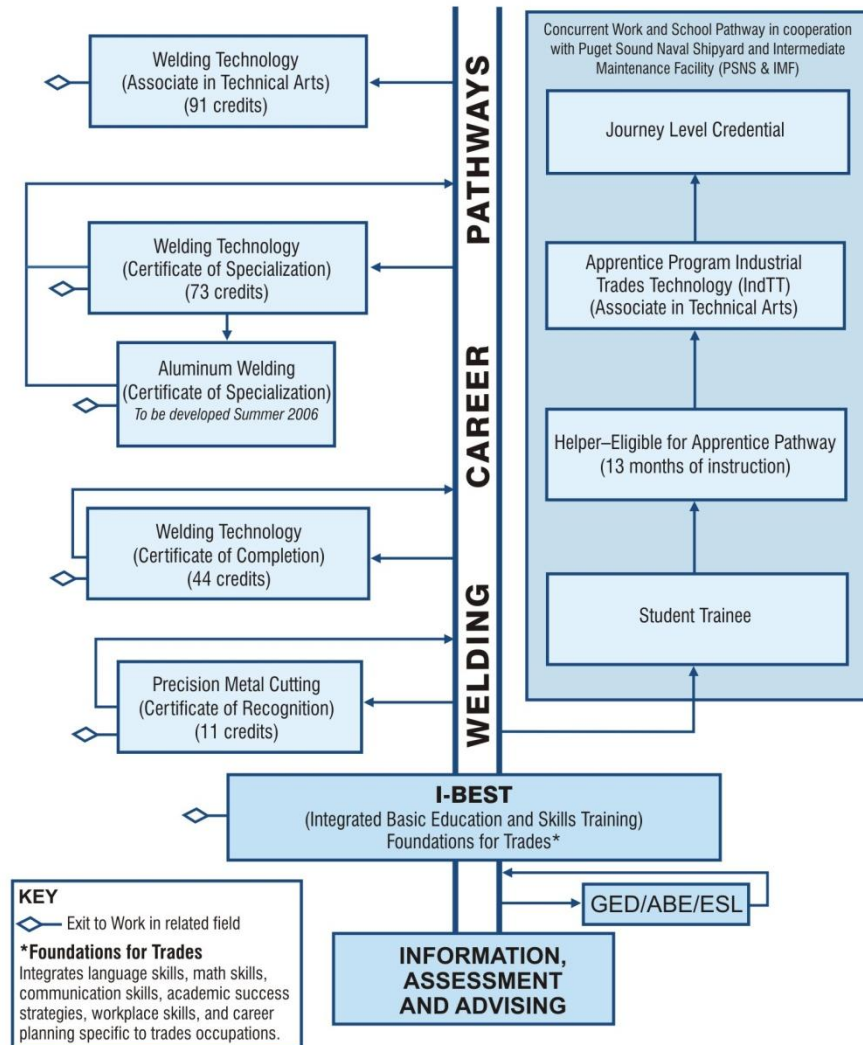 Welding Technology
(Associate in Technical Arts)
(91 credits)
Welding Technology
(Certificate of Specialization)
(73 credits)
Aluminum Welding
(Certificate of Specialization)
To be developed Summer 2006
Welding Technology
(Certificate of Completion)
(44 credits)
Precision Metal Cutting
(Certificate of Recognition)
(11 credits)
WELDING CAREER PATHWAYS
Concurrent Work and School Pathway in cooperation
with Puget Sound Naval Shipyard and Intermediate
Maintenance Facility (PSNS & IMF)
Journey Level Credential
Apprentice Program Industrial
Trades Technology (IndTT)
(Associate in Technical Arts)
Helper–Eligible for Apprentice Pathway
(13 months of instruction)
Student Trainee
I-BEST
(Integrated Basic Education and Skills Training)
Foundations for Trades*
GED/ABE/ESL
INFORMATION,
ASSESSMENT
AND ADVISING
KEY
Exit to Work in related field
*Foundations for Trades
Integrates language skills, math skills,
communication skills, academic success
strategies, workplace skills, and career
planning specific to trades occupations.